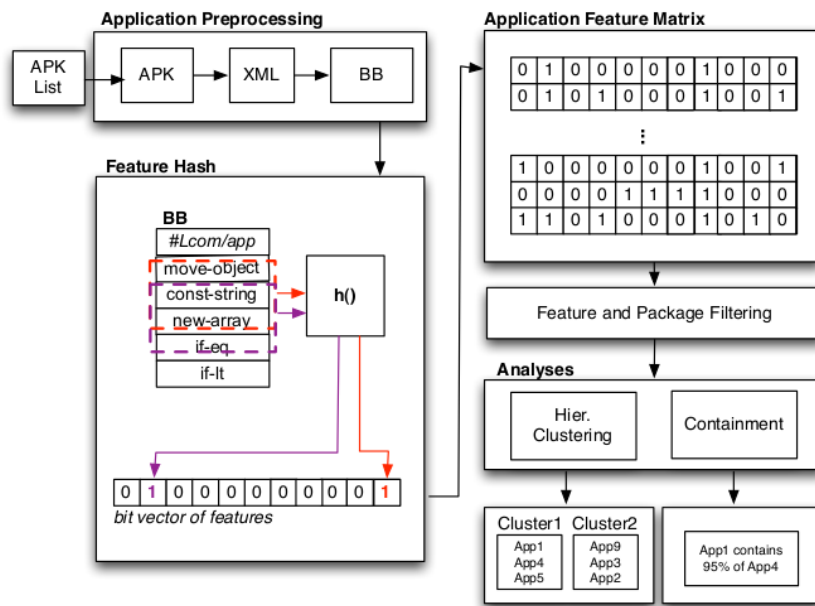 Application Preprocessing
APK
List
APK
XML
BB
Feature Hash
BB
#Lcom/app
move-object
const-string
new-array
if-eq
if-lt
h()
0 1 0 0 0 0 0 0 0 0 1
bit vector of features
Application Feature Matrix
0 1 0 0 0 0 0 1 0 0 0
0 1 0 1 0 0 0 1 0 0 1
⋮
1 0 0 0 0 0 0 1 0 0 1
0 0 0 0 1 1 1 1 0 0 0
1 1 0 1 0 0 0 1 0 1 0
Feature and Package Filtering
Analyses
Hier.
Clustering
Containment
Cluster1 Cluster2
App1 App9
App4 App3
App5 App2
App1 contains
95% of App4